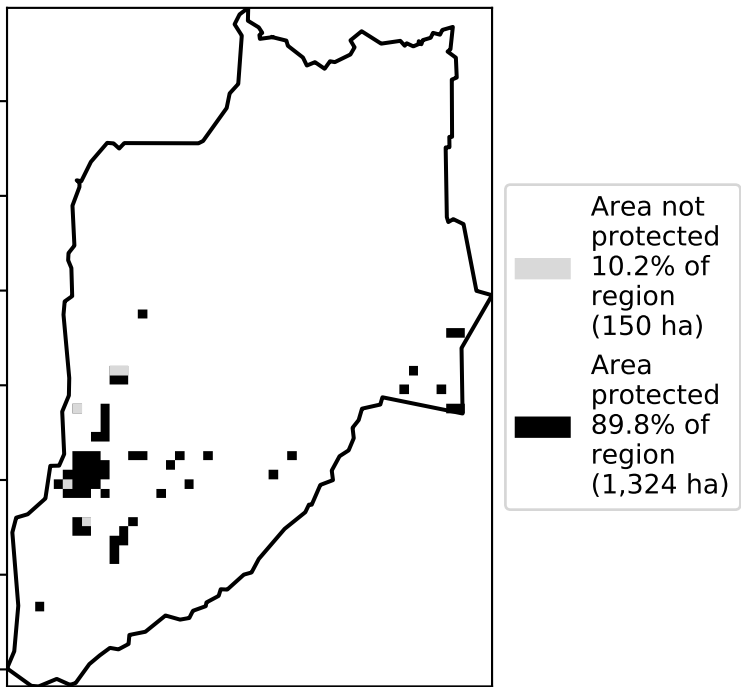 Area not
protected
10.2% of
region
(150 ha)
Area
protected
89.8% of
region
(1,324 ha)